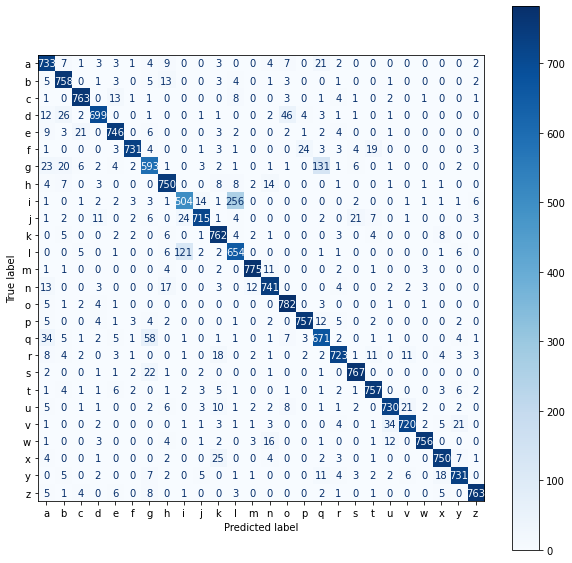 a 733 7 1 3 3 1 4 9 0 0 3 0 0 4 7 0 21 2 0 0 0 0 0 0 0 2
b 5 758 0 1 3 0 5 13 0 0 3 4 0 1 3 0 0 1 0 0 1 0 0 0 0 2
c 1 0 763 0 13 1 1 0 0 0 0 8 0 0 3 0 1 4 1 0 2 0 1 0 0 1
d 12 26 2 699 0 0 1 0 0 1 1 0 0 2 46 4 3 1 1 0 1 0 0 0 0 0
e 9 3 21 0 746 0 6 0 0 0 3 2 0 0 2 1 2 4 0 0 1 0 0 0 0 0
f 1 0 0 0 3 731 4 0 0 1 3 1 0 0 0 24 3 3 4 19 0 0 0 0 0 3
g 23 20 6 2 4 2 593 1 0 3 2 1 0 1 1 0 131 1 6 0 1 0 0 0 2 0
h 4 7 0 3 0 0 0 750 0 0 8 8 2 14 0 0 0 1 0 0 1 0 1 1 0 0
i 1 0 1 2 2 3 3 1 504 14 1 256 0 0 0 0 1 0 2 0 0 0 1 1 1 6
j 1 2 0 11 0 2 6 0 24 715 1 4 0 0 0 0 2 0 21 7 0 1 0 0 0 3
k 0 5 0 0 2 2 0 6 0 1 762 4 2 1 0 0 0 3 0 4 0 0 0 8 0 0
l 0 0 5 0 1 0 0 6 121 2 2 654 0 0 0 0 1 1 0 0 0 0 0 1 6 0
m 1 1 0 0 0 0 0 4 0 0 2 0 775 11 0 0 0 2 0 1 0 0 3 0 0 0
n 13 0 0 3 0 0 0 17 0 0 3 0 12 741 0 0 0 4 0 0 2 2 3 0 0 0
o 5 1 2 4 1 0 0 0 0 0 0 0 0 0 782 0 3 0 0 0 1 0 1 0 0 0
p 5 0 0 4 1 3 4 2 0 0 0 1 0 2 0 757 12 5 0 2 0 0 0 0 2 0
q 34 5 1 2 5 1 58 0 1 0 1 1 0 1 7 3 671 2 0 1 1 0 0 0 4 1
r 8 4 2 0 3 1 0 1 0 0 18 2 0 1 0 2 2 723 1 11 0 11 0 4 3 3
s 2 0 0 1 1 2 22 1 0 0 2 0 0 1 0 0 1 0 767 0 0 0 0 0 0 0
t 1 4 1 1 6 2 0 1 2 3 5 1 0 0 1 0 1 2 1 757 0 0 0 3 6 2
u 5 0 1 1 0 0 2 6 0 3 10 1 2 2 8 0 1 1 2 0 730 21 2 0 2 0
v 1 0 0 2 0 0 0 0 1 1 3 1 1 3 0 0 0 4 0 1 34 720 2 5 21 0
w 1 0 0 3 0 0 0 4 0 1 2 0 3 16 0 0 1 0 0 1 12 0 756 0 0 0
x 4 0 0 0 1 0 0 2 0 0 25 0 0 4 0 0 2 3 0 1 0 0 0 750 7 1
y 0 5 0 2 0 0 7 2 0 5 0 1 1 0 0 0 11 4 3 2 2 6 0 18 731 0
z 5 1 4 0 6 0 8 0 1 0 0 3 0 0 0 0 2 1 0 1 0 0 0 5 0 763
a b c d e f g h i j k l m n o p q r s t u v w x y z
Predicted label
True label
700
600
500
400
300
200
100
0